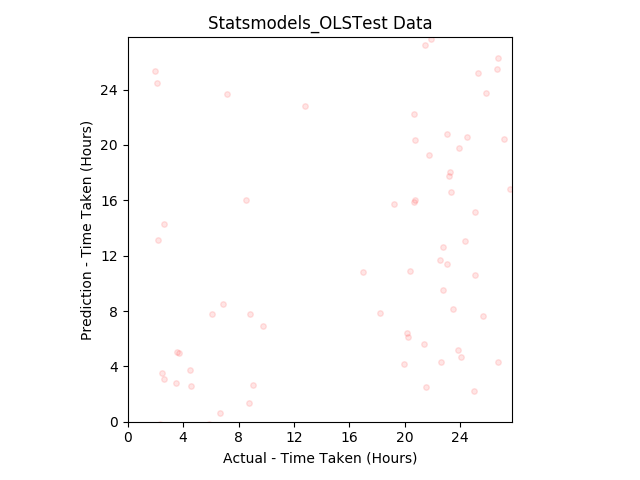 Statsmodels_OLSTest Data
Prediction - Time Taken (Hours)
24
20
16
12
8
4
0
0 4 8 12 16 20 24
Actual - Time Taken (Hours)